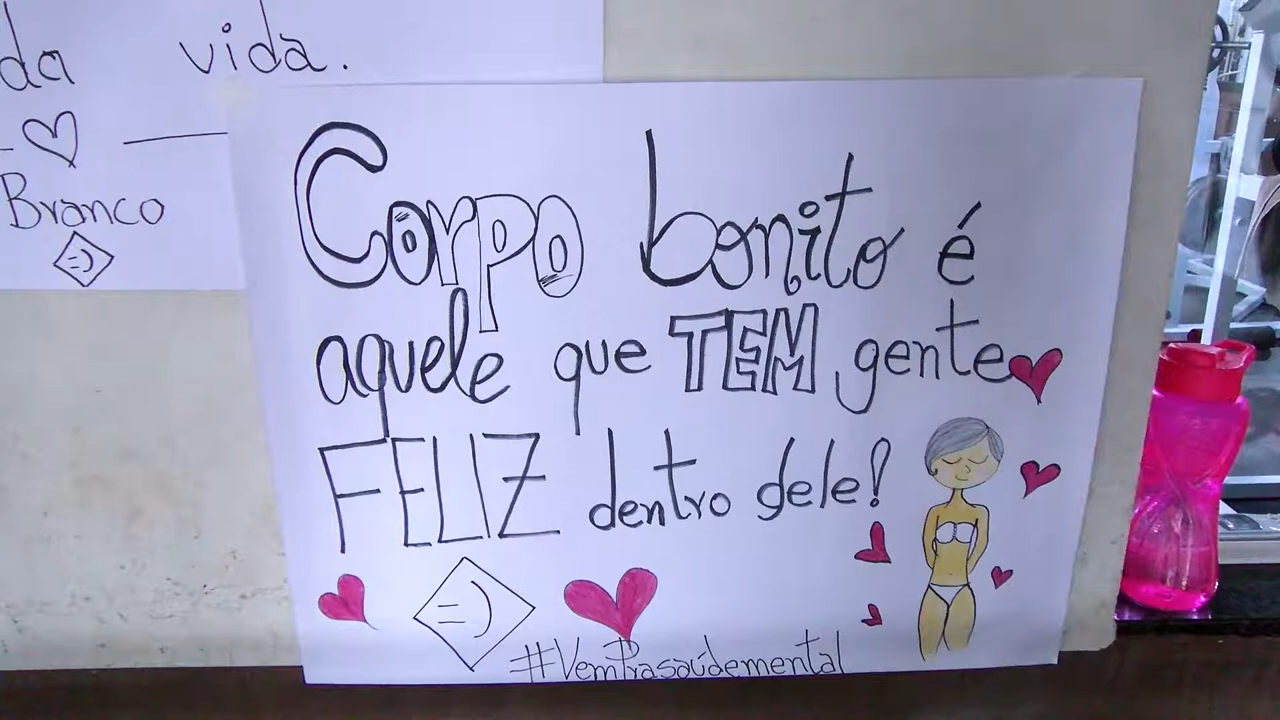 da vida.
Branco
=)
Corpo bonito é
aquele que TEM gente
FELIZ dentro dele!
=)
#VemPrasaúdemental